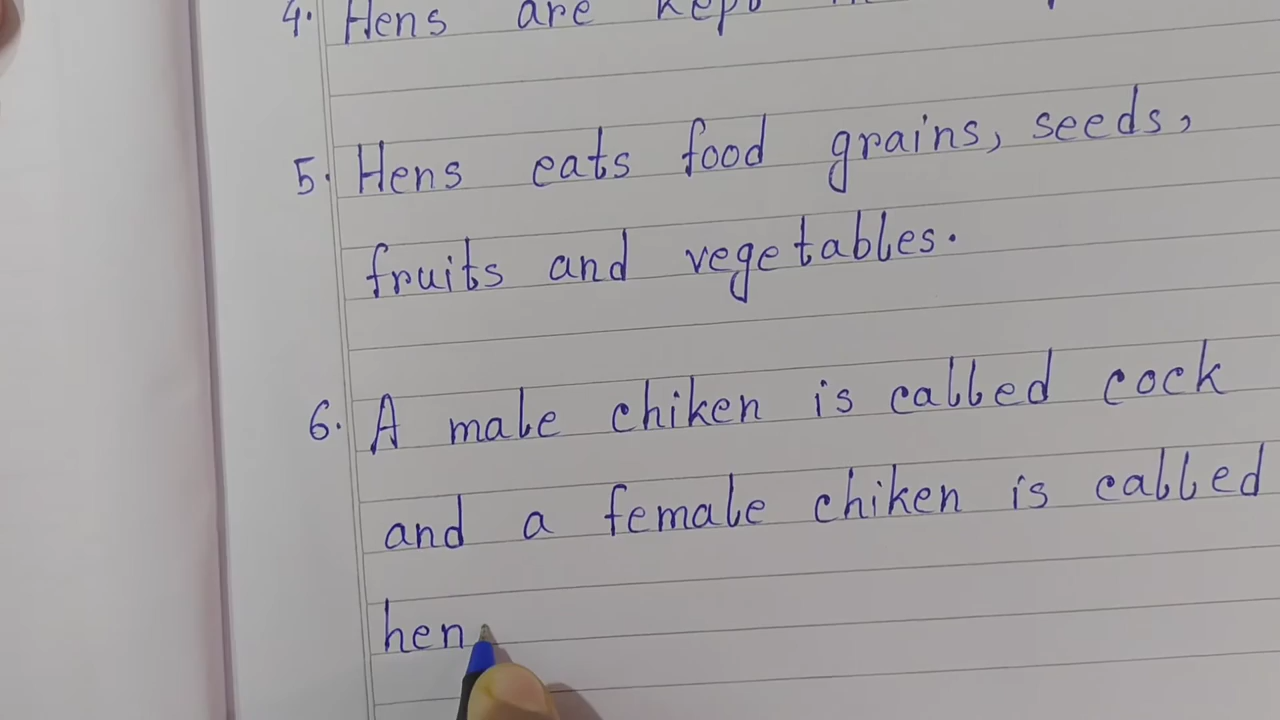 4. Hens are kept
5. Hens eats food grains, seeds,
fruits and vegetables.
6. A male chiken is called cock
and a female chiken is called
hen